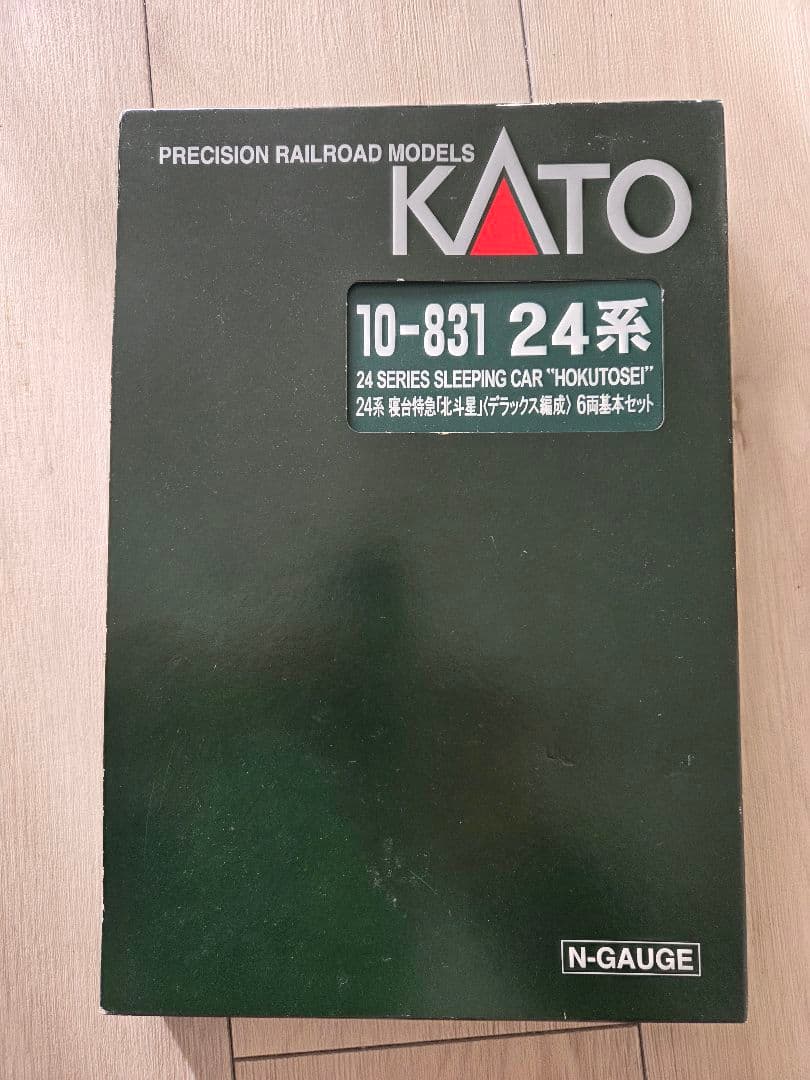 PRECISION RAILROAD MODELS
KATO
10-831 24系
24 SERIES SLEEPING CAR "HOKUTOSEI"
24系 寝台特急「北斗星」〈デラックス編成〉 6両基本セット
N-GAUGE